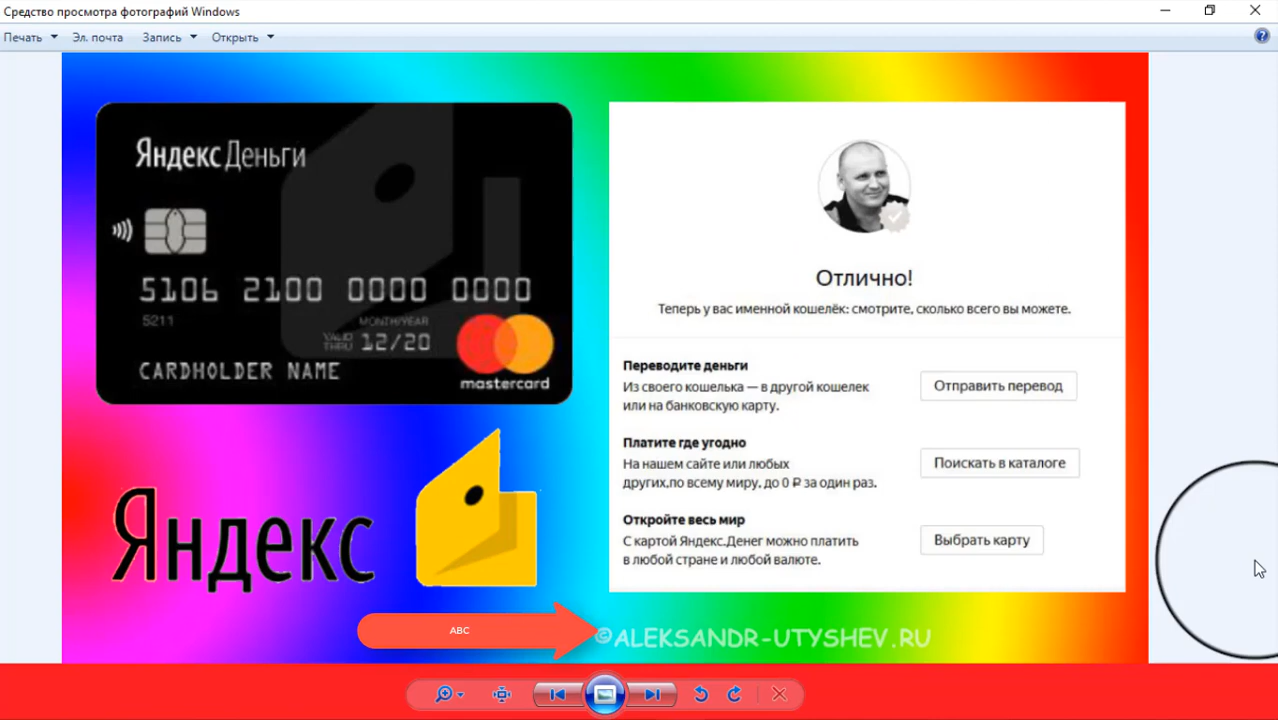 Средство просмотра фотографий Windows
Печать Эл. почта Запись Открыть
ЯндексДеньги
5106 2100 0000 0000
5211
MONTH/YEAR
VALID THRU 12/20
CARDHOLDER NAME
mastercard
Яндекс
Отлично!
Теперь у вас именной кошелёк: смотрите, сколько всего вы можете.
Переводите деньги
Из своего кошелька — в другой кошелек
или на банковскую карту.
Отправить перевод
Платите где угодно
На нашем сайте или любых
других,по всему миру, до 0 ₽ за один раз.
Поискать в каталоге
Откройте весь мир
С картой Яндекс.Денег можно платить
в любой стране и любой валюте.
Выбрать карту
ABC
©ALEKSANDR-UTYSHEV.RU